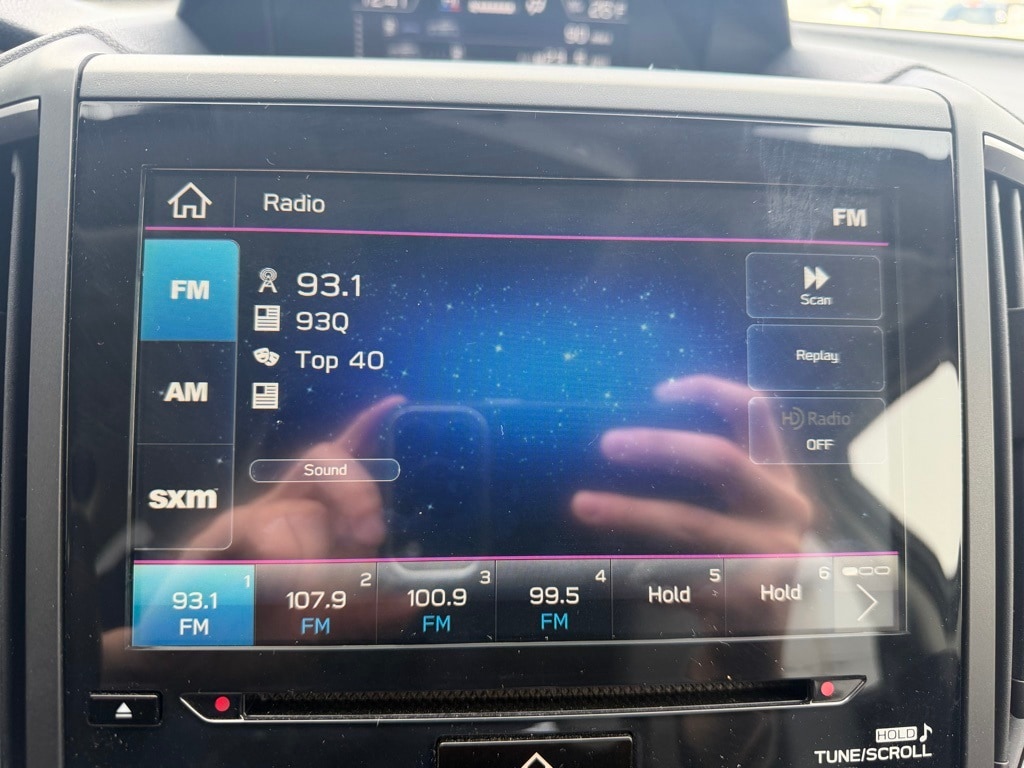 Radio
FM
FM
93.1
93Q
Top 40
Scan
Replay
AM
HD Radio
OFF
Sound
sxm
1 2 3 4 5 6
93.1 107.9 100.9 99.5 Hold Hold
FM FM FM FM
HOLD
TUNE/SCROLL